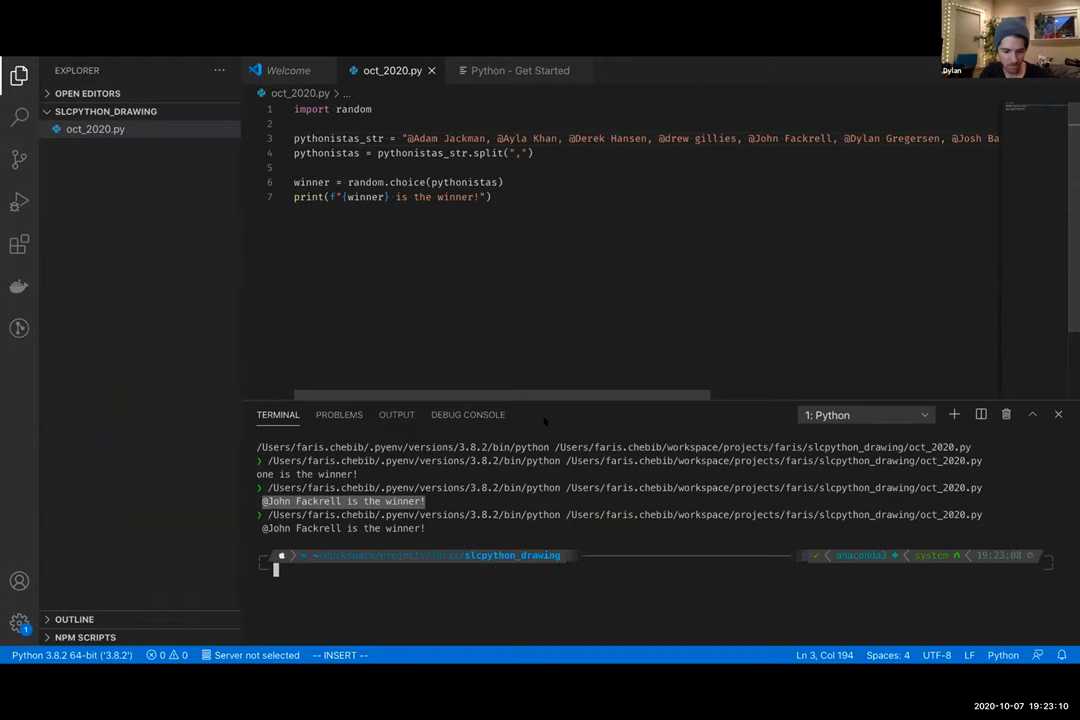 Dylan
EXPLORER
Welcome
oct_2020.py
Python - Get Started
OPEN EDITORS
oct_2020.py > ...
SLCPYTHON_DRAWING
oct_2020.py
1 import random
2
3 pythonistas_str = "@Adam Jackman, @Ayla Khan, @Derek Hansen, @drew gillies, @John Fackrell, @Dylan Gregersen, @Josh Ba
4 pythonistas = pythonistas_str.split(",")
5
6 winner = random.choice(pythonistas)
7 print(f"{winner} is the winner!")
TERMINAL PROBLEMS OUTPUT DEBUG CONSOLE 1: Python
/Users/faris.chebib/.pyenv/versions/3.8.2/bin/python /Users/faris.chebib/workspace/projects/faris/slcpython_drawing/oct_2020.py
❯ /Users/faris.chebib/.pyenv/versions/3.8.2/bin/python /Users/faris.chebib/workspace/projects/faris/slcpython_drawing/oct_2020.py
one is the winner!
❯ /Users/faris.chebib/.pyenv/versions/3.8.2/bin/python /Users/faris.chebib/workspace/projects/faris/slcpython_drawing/oct_2020.py
@John Fackrell is the winner!
❯ /Users/faris.chebib/.pyenv/versions/3.8.2/bin/python /Users/faris.chebib/workspace/projects/faris/slcpython_drawing/oct_2020.py
@John Fackrell is the winner!
slcpython_drawing anaconda3 system 19:23:08
OUTLINE
NPM SCRIPTS
1
Python 3.8.2 64-bit ('3.8.2') 0 0 Server not selected -- INSERT -- Ln 3, Col 194 Spaces: 4 UTF-8 LF Python
2020-10-07 19:23:10